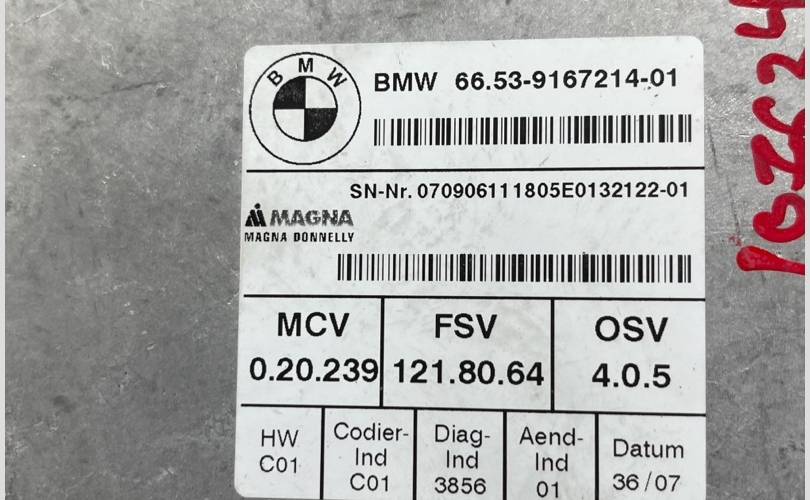 BMW
BMW 66.53-9167214-01
SN-Nr. 070906111805E0132122-01
MAGNA
MAGNA DONNELLY
MCV
0.20.239
FSV
121.80.64
OSV
4.0.5
HW
C01
Codier-
Ind
C01
Diag-
Ind
3856
Aend-
Ind
01
Datum
36/07